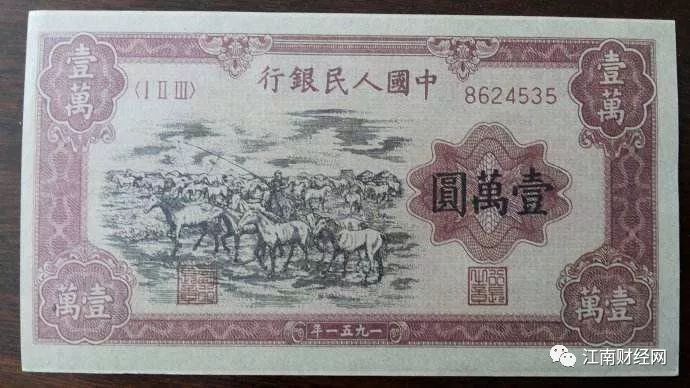 中國人民銀行
〈I II III〉
8624535
壹萬
壹萬
壹萬圓
壹萬
壹萬
一九五一年
江南财经网